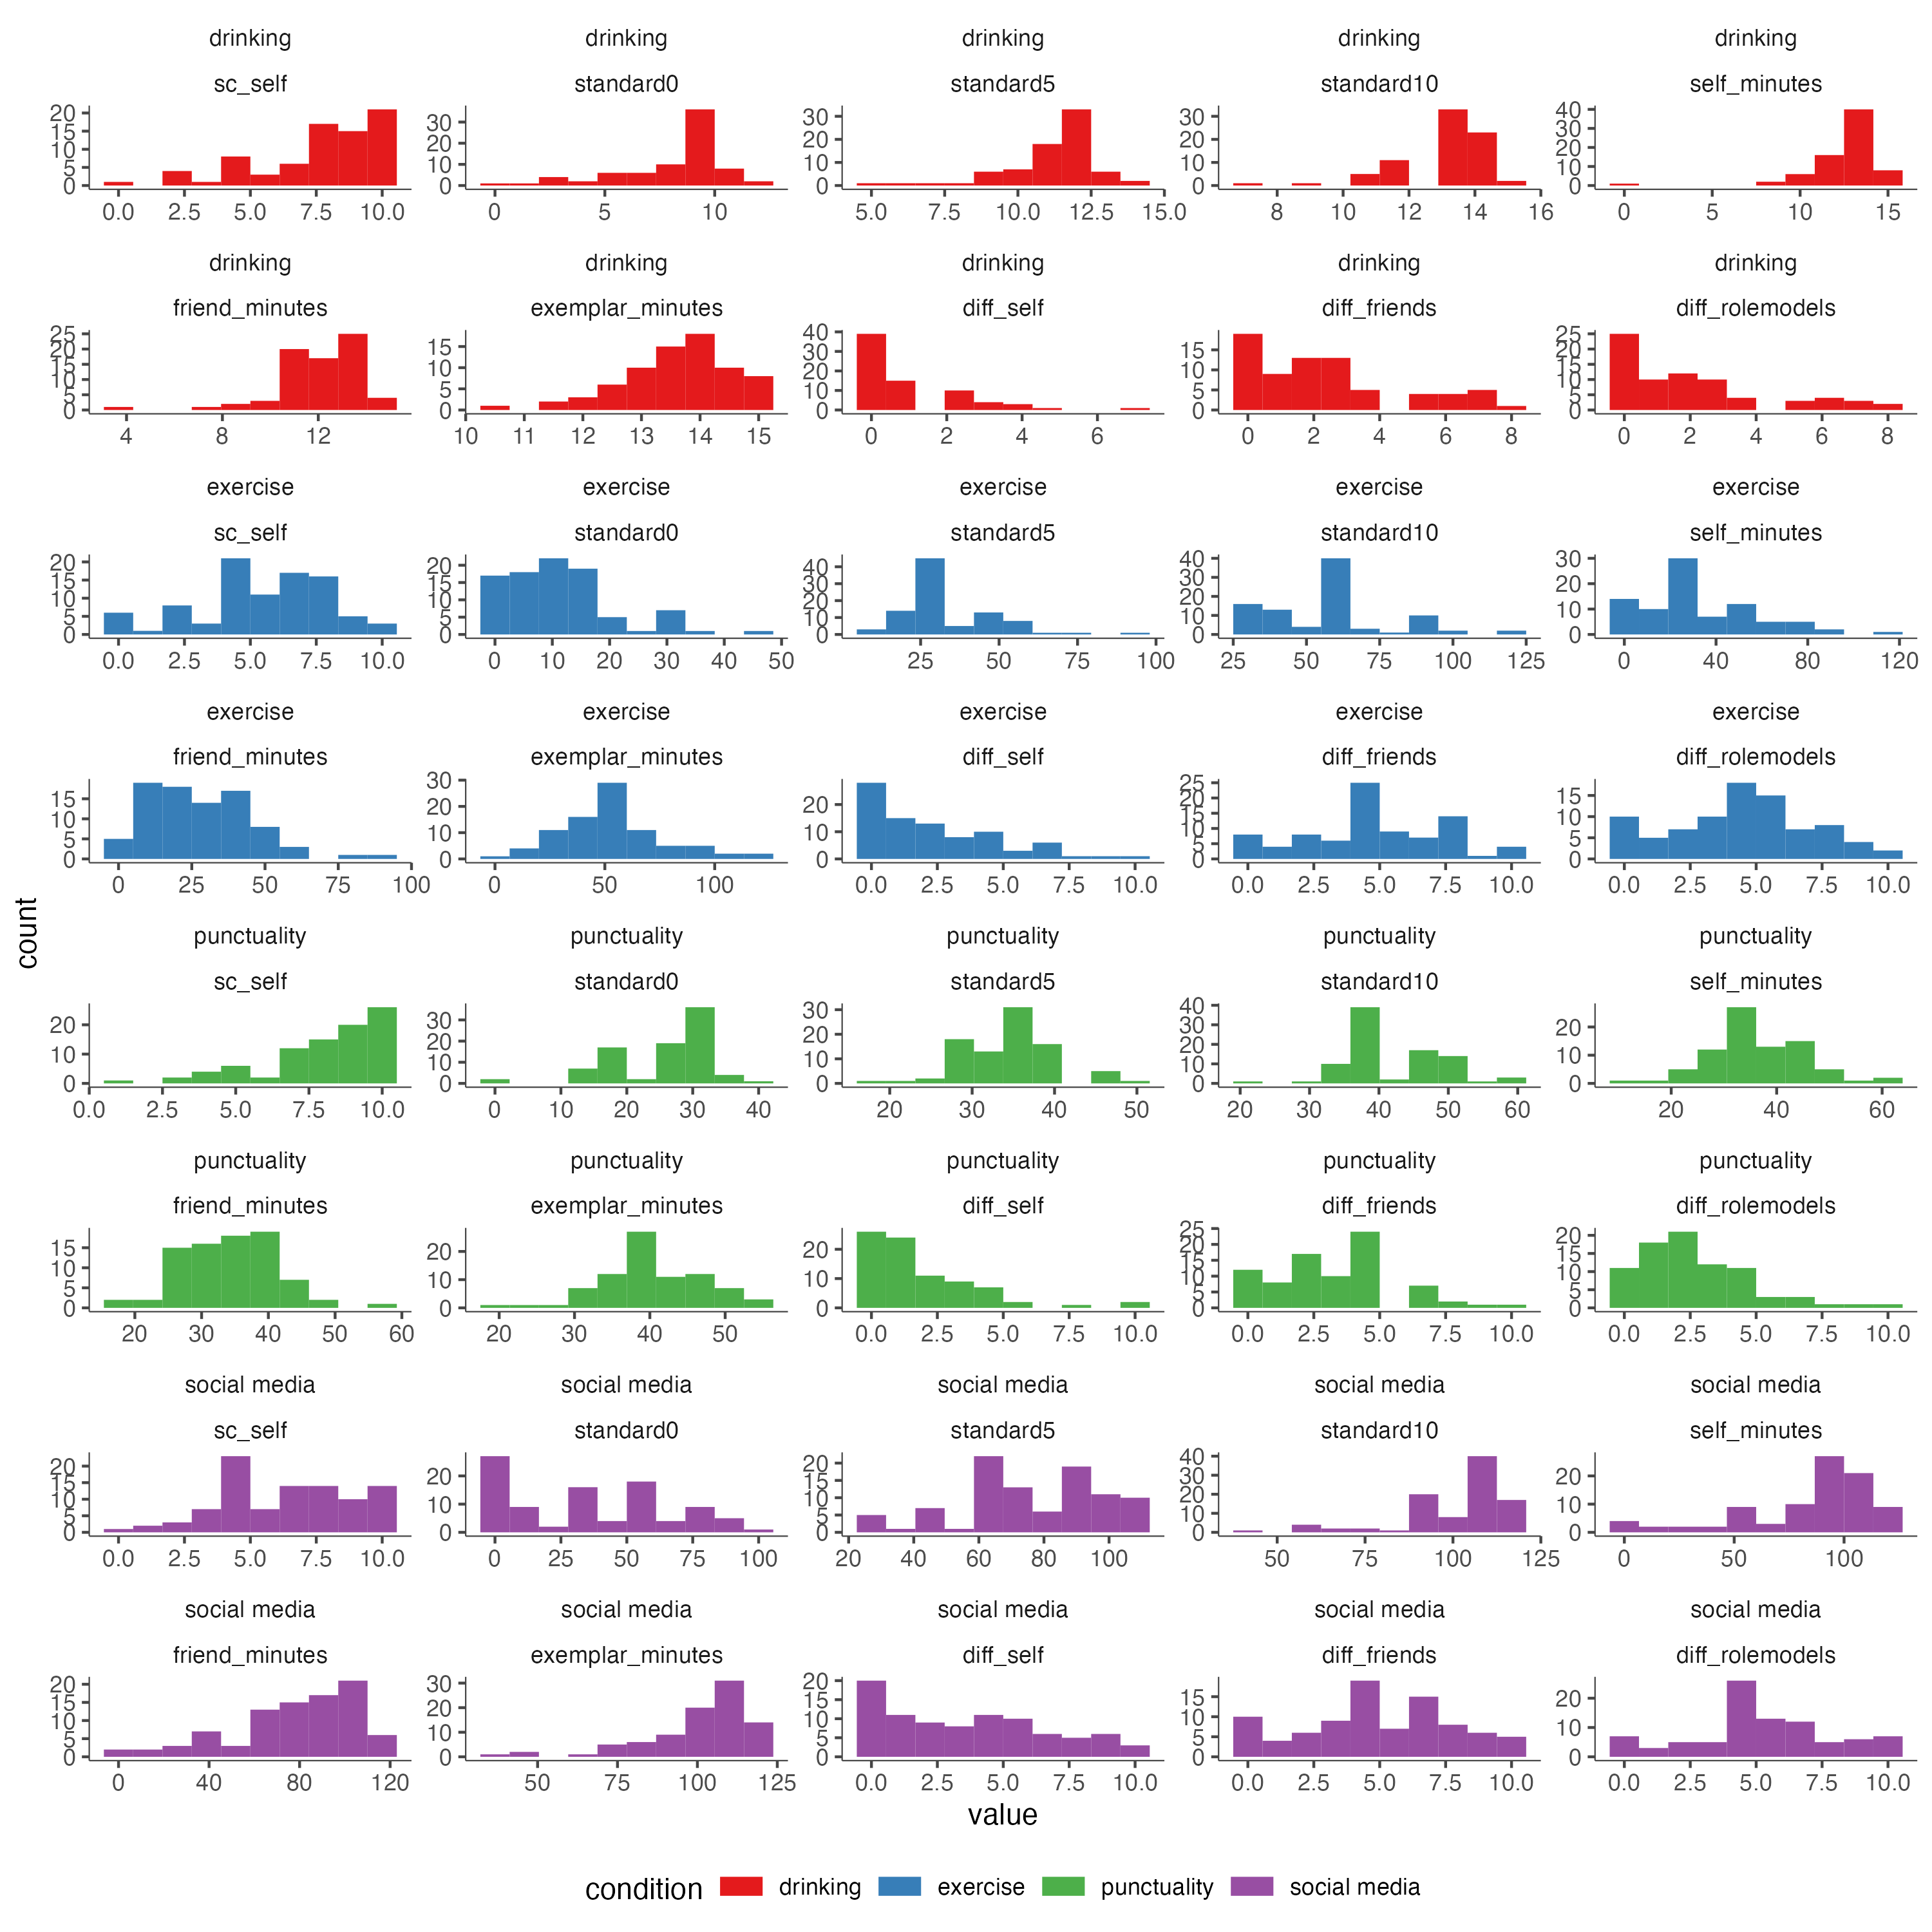 drinking drinking drinking drinking drinking
sc_self standard0 standard5 standard10 self_minutes
20 15 10 5 0 30 20 10 0 30 20 10 0 30 20 10 0 40 30 20 10 0
0.0 2.5 5.0 7.5 10.0 0 5 10 5.0 7.5 10.0 12.5 15.0 8 10 12 14 16 0 5 10 15
drinking drinking drinking drinking drinking
friend_minutes exemplar_minutes diff_self diff_friends diff_rolemodels
25 20 15 10 5 0 15 10 5 0 40 30 20 10 0 15 10 5 0 25 20 15 10 5 0
4 8 12 10 11 12 13 14 15 0 2 4 6 0 2 4 6 8 0 2 4 6 8
exercise exercise exercise exercise exercise
sc_self standard0 standard5 standard10 self_minutes
20 15 10 5 0 20 15 10 5 0 40 30 20 10 0 40 30 20 10 0 30 20 10 0
0.0 2.5 5.0 7.5 10.0 0 10 20 30 40 50 25 50 75 100 25 50 75 100 125 0 40 80 120
exercise exercise exercise exercise exercise
friend_minutes exemplar_minutes diff_self diff_friends diff_rolemodels
15 10 5 0 30 20 10 0 20 10 0 25 20 15 10 5 0 15 10 5 0
0 25 50 75 100 0 50 100 0.0 2.5 5.0 7.5 10.0 0.0 2.5 5.0 7.5 10.0 0.0 2.5 5.0 7.5 10.0
count
punctuality punctuality punctuality punctuality punctuality
sc_self standard0 standard5 standard10 self_minutes
20 10 0 30 20 10 0 30 20 10 0 40 30 20 10 0 20 10 0
0.0 2.5 5.0 7.5 10.0 0 10 20 30 40 20 30 40 50 20 30 40 50 60 20 40 60
punctuality punctuality punctuality punctuality punctuality
friend_minutes exemplar_minutes diff_self diff_friends diff_rolemodels
15 10 5 0 20 10 0 20 10 0 25 20 15 10 5 0 20 15 10 5 0
20 30 40 50 60 20 30 40 50 0.0 2.5 5.0 7.5 10.0 0.0 2.5 5.0 7.5 10.0 0.0 2.5 5.0 7.5 10.0
social media social media social media social media social media
sc_self standard0 standard5 standard10 self_minutes
20 15 10 5 0 20 10 0 20 15 10 5 0 40 30 20 10 0 20 10 0
0.0 2.5 5.0 7.5 10.0 0 25 50 75 100 20 40 60 80 100 50 75 100 125 0 50 100
social media social media social media social media social media
friend_minutes exemplar_minutes diff_self diff_friends diff_rolemodels
20 15 10 5 0 30 20 10 0 20 15 10 5 0 15 10 5 0 20 10 0
0 40 80 120 50 75 100 125 0.0 2.5 5.0 7.5 10.0 0.0 2.5 5.0 7.5 10.0 0.0 2.5 5.0 7.5 10.0
value
condition drinking exercise punctuality social media